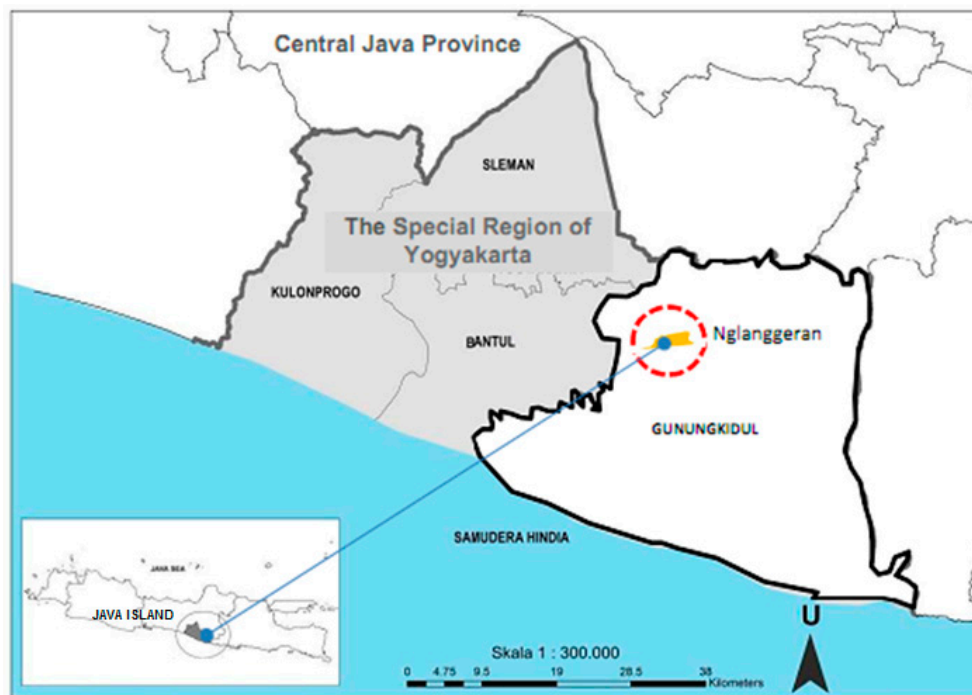 Central Java Province
SLEMAN
The Special Region of
Yogyakarta
KULONPROGO
BANTUL
Nglanggeran
GUNUNGKIDUL
SAMUDERA HINDIA
JAVA SEA
JAVA ISLAND
U
Skala 1 : 300.000
0 4.75 9.5 19 28.5 38
Kilometers